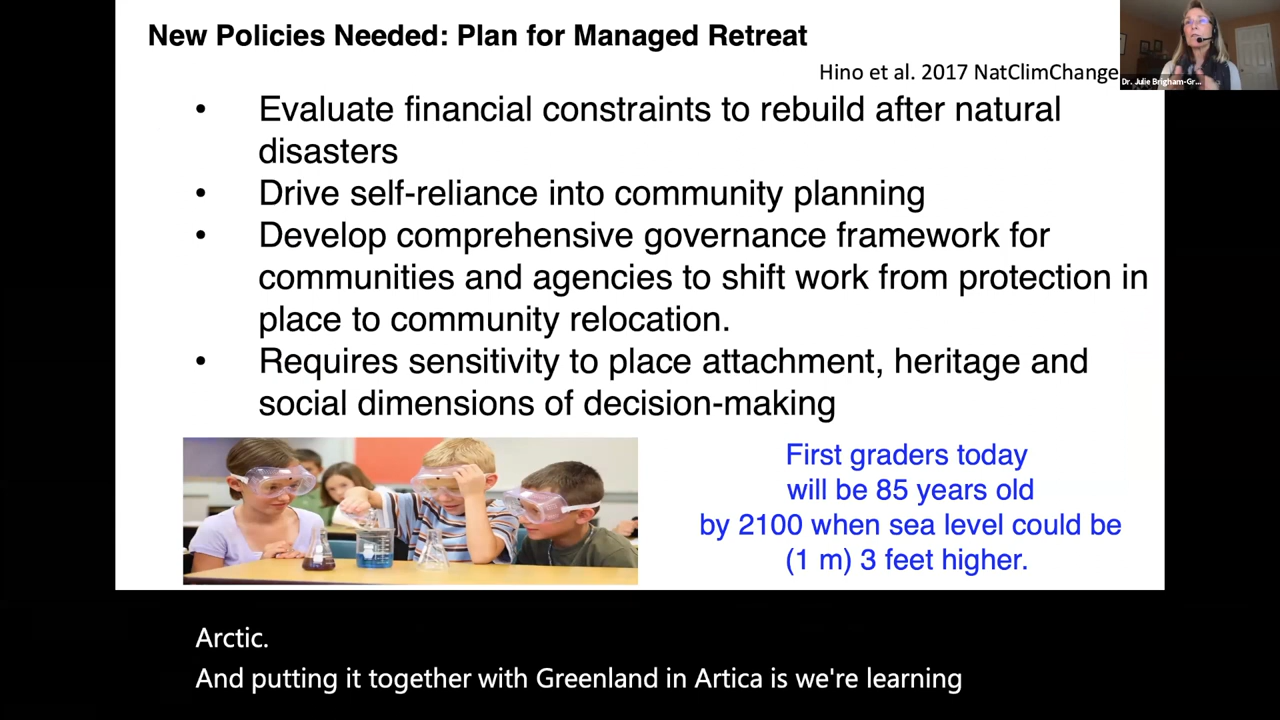 New Policies Needed: Plan for Managed Retreat
Hino et al. 2017 NatClimChange
Dr. Julie Brigham-Gr...
• Evaluate financial constraints to rebuild after natural
disasters
• Drive self-reliance into community planning
• Develop comprehensive governance framework for
communities and agencies to shift work from protection in
place to community relocation.
• Requires sensitivity to place attachment, heritage and
social dimensions of decision-making
First graders today
will be 85 years old
by 2100 when sea level could be
(1 m) 3 feet higher.
Arctic.
And putting it together with Greenland in Artica is we're learning